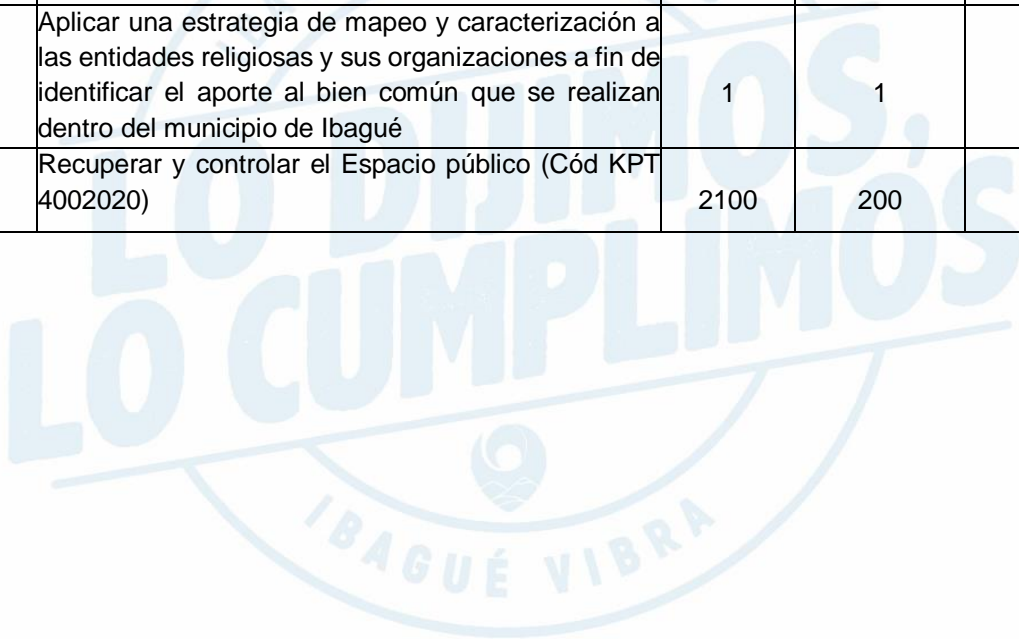 Aplicar una estrategia de mapeo y caracterización a
las entidades religiosas y sus organizaciones a fin de
identificar el aporte al bien común que se realizan
dentro del municipio de Ibagué
1 1
Recuperar y controlar el Espacio público (Cód KPT
4002020)
2100 200
LO DIJIMOS,
LO CUMPLIMOS
IBAGUÉ VIBRA